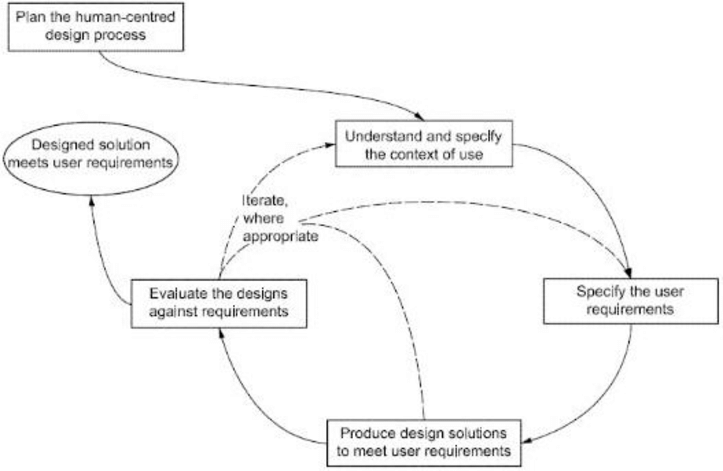 Plan the human-centred
design process
Understand and specify
the context of use
Designed solution
meets user requirements
Iterate,
where
appropriate
Evaluate the designs
against requirements
Specify the user
requirements
Produce design solutions
to meet user requirements